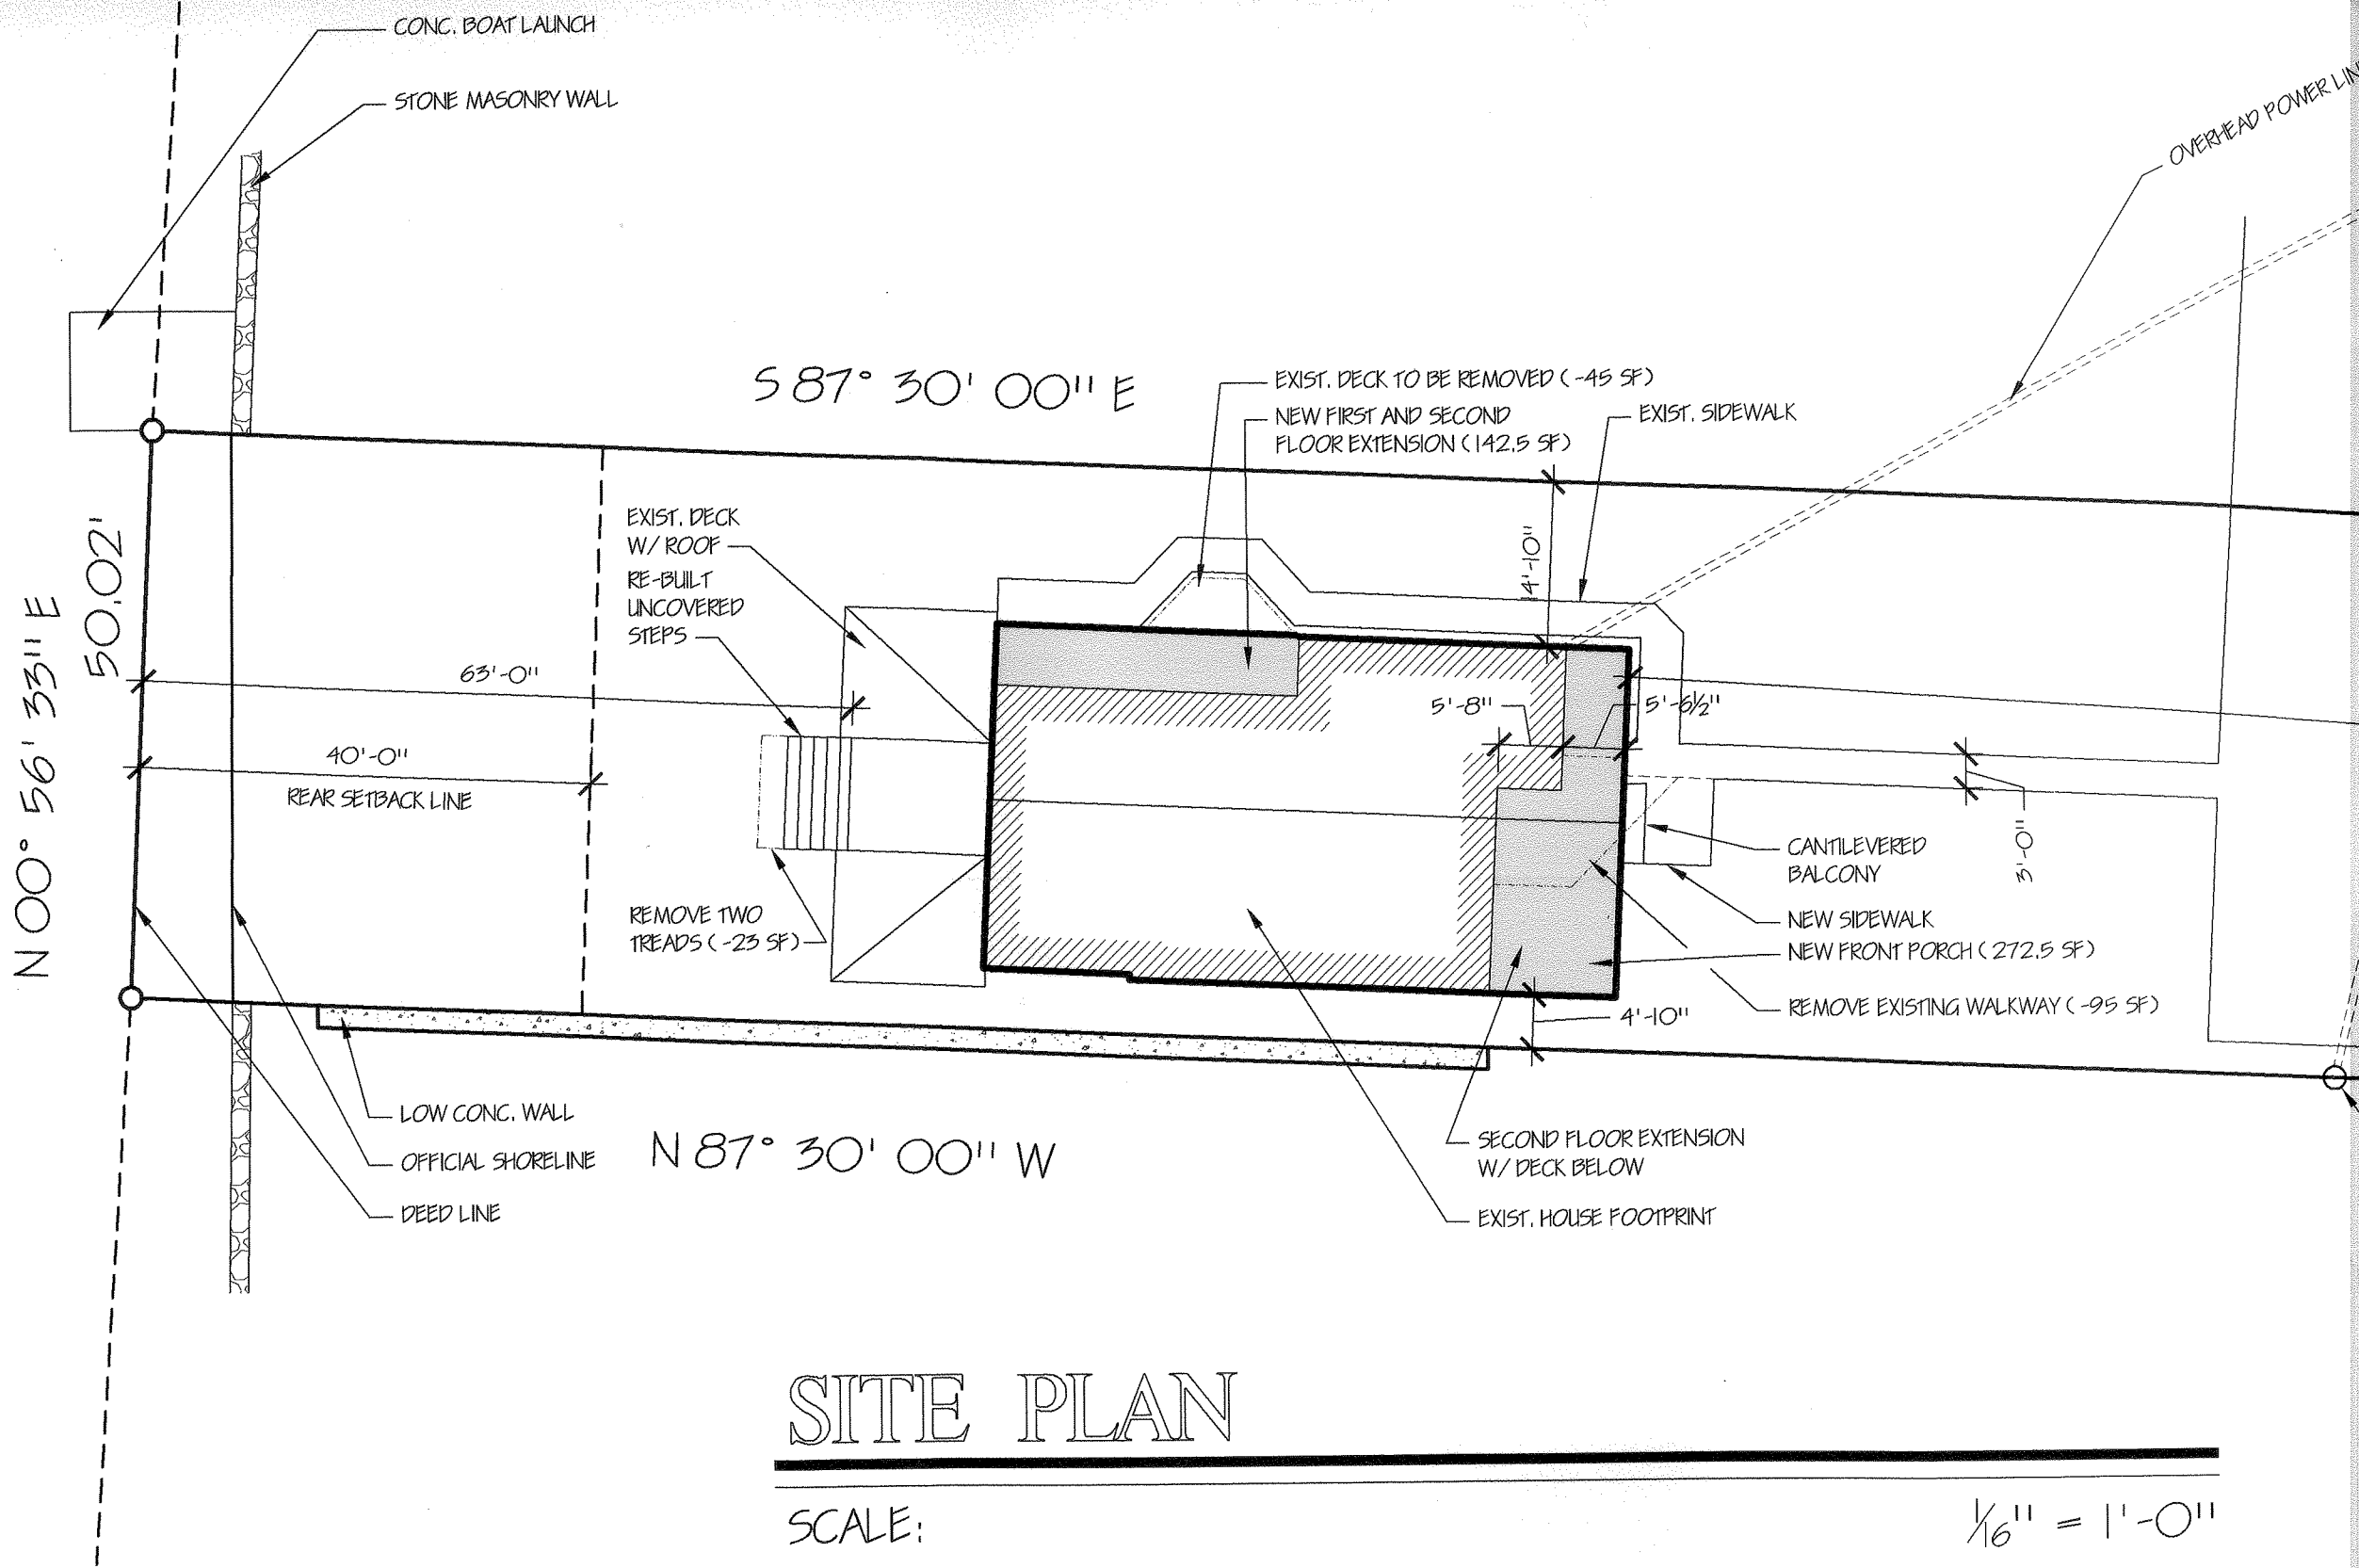 CONC. BOAT LAUNCH
STONE MASONRY WALL
OVERHEAD POWER LIN
S 87° 30' 00" E
EXIST. DECK TO BE REMOVED (-45 SF)
NEW FIRST AND SECOND
FLOOR EXTENSION (142.5 SF)
EXIST. SIDEWALK
EXIST. DECK
W/ ROOF
RE-BUILT
UNCOVERED
STEPS
14'-10"
50.02'
N 00° 56' 33" E
63'-0"
5'-8"
5'-6½"
40'-0"
REAR SETBACK LINE
3'-0"
CANTILEVERED
BALCONY
REMOVE TWO
TREADS (-23 SF)
NEW SIDEWALK
NEW FRONT PORCH (272.5 SF)
REMOVE EXISTING WALKWAY (-95 SF)
4'-10"
LOW CONC. WALL
OFFICIAL SHORELINE
DEED LINE
N 87° 30' 00" W
SECOND FLOOR EXTENSION
W/ DECK BELOW
EXIST. HOUSE FOOTPRINT
SITE PLAN
SCALE:
1/16" = 1'-0"